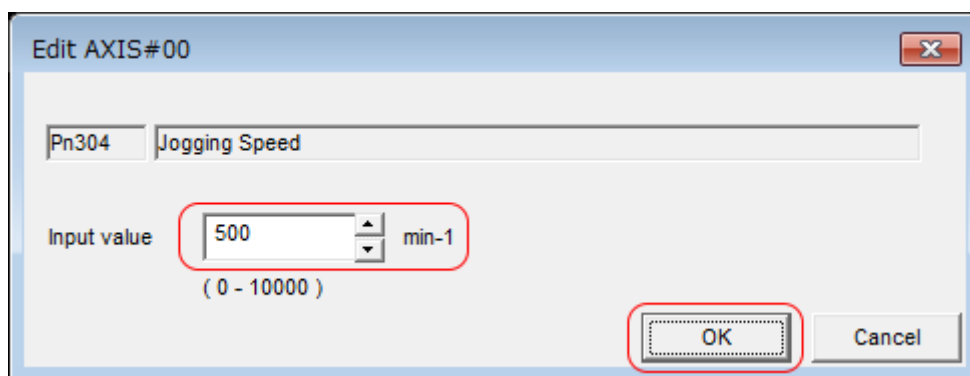 Edit AXIS#00
Pn304 Jogging Speed
Input value 500 min-1
( 0 - 10000 )
OK Cancel